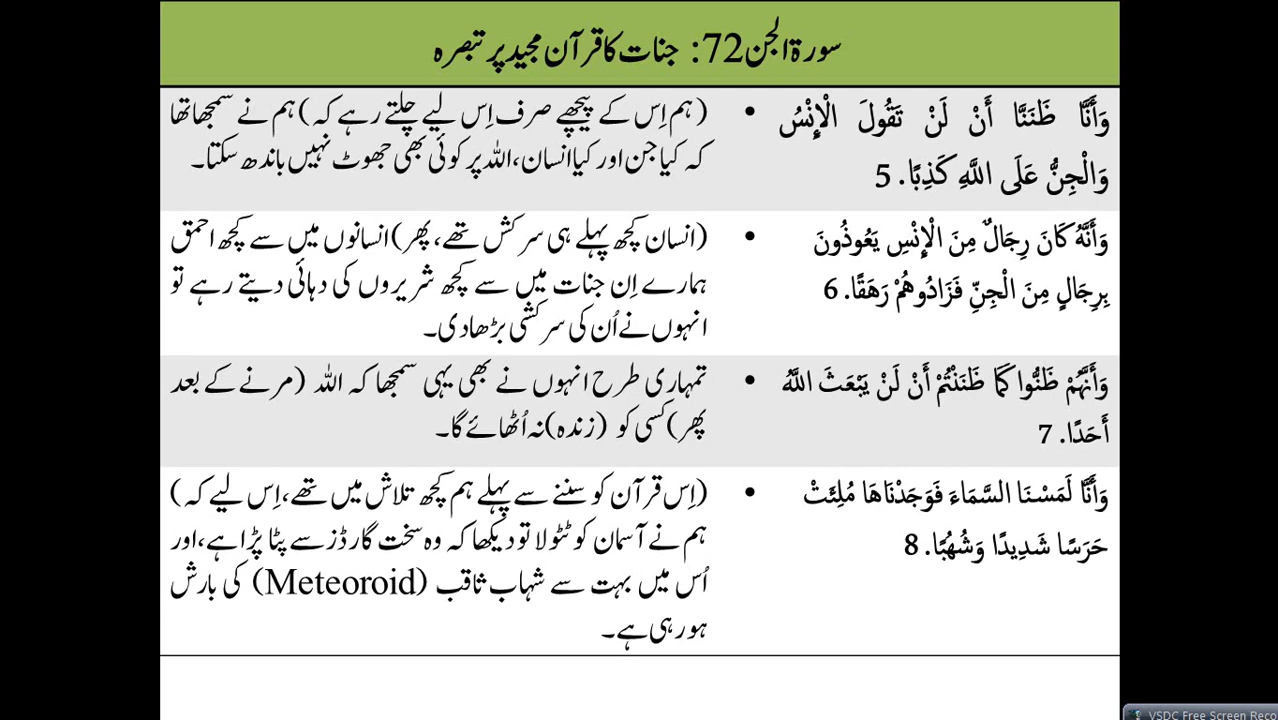 سورۃ الجن 72: جنات کا قرآن مجید پر تبصرہ
وَأَنَّا ظَنَنَّا أَنْ لَنْ تَقُولَ الْإِنْسُ
وَالْجِنُّ عَلَى اللَّهِ كَذِبًا. 5
• (ہم اِس کے پیچھے صرف اِس لیے چلتے رہے کہ) ہم نے سمجھا تھا
کہ کیا جن اور کیا انسان، اللہ پر کوئی بھی جھوٹ نہیں باندھ سکتا۔
وَأَنَّهُ كَانَ رِجَالٌ مِنَ الْإِنْسِ يَعُوذُونَ
بِرِجَالٍ مِنَ الْجِنِّ فَزَادُوهُمْ رَهَقًا. 6
• (انسان کچھ پہلے ہی سرکش تھے، پھر) انسانوں میں سے کچھ احمق
ہمارے اِن جنات میں سے کچھ شریروں کی دہائی دیتے رہے تو
انہوں نے اُن کی سرکشی بڑھا دی۔
وَأَنَّهُمْ ظَنُّوا كَمَا ظَنَنْتُمْ أَنْ لَنْ يَبْعَثَ اللَّهُ
أَحَدًا. 7
• تمہاری طرح انہوں نے بھی یہی سمجھا کہ اللہ (مرنے کے بعد
پھر) کسی کو (زندہ) نہ اُٹھائے گا۔
وَأَنَّا لَمَسْنَا السَّمَاءَ فَوَجَدْنَاهَا مُلِئَتْ
حَرَسًا شَدِيدًا وَشُهُبًا. 8
• (اِس قرآن کو سننے سے پہلے ہم کچھ تلاش میں تھے، اِس لیے کہ)
ہم نے آسمان کو ٹٹولا تو دیکھا کہ وہ سخت گارڈز سے پٹا پڑا ہے، اور
اُس میں بہت سے شہاب ثاقب (Meteoroid) کی بارش
ہو رہی ہے۔
VSDC Free Screen Reco